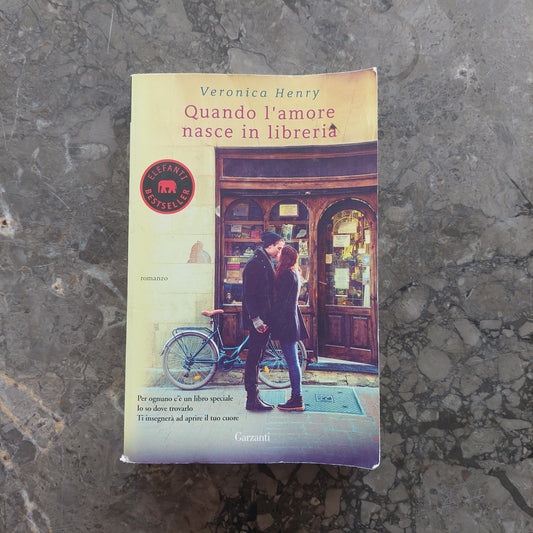 Veronica Henry
Quando l'amore
nasce in libreria
ELEFANTI
BESTSELLER
romanzo
Per ognuno c'è un libro speciale
Io so dove trovarlo
Ti insegnerà ad aprire il tuo cuore
Garzanti